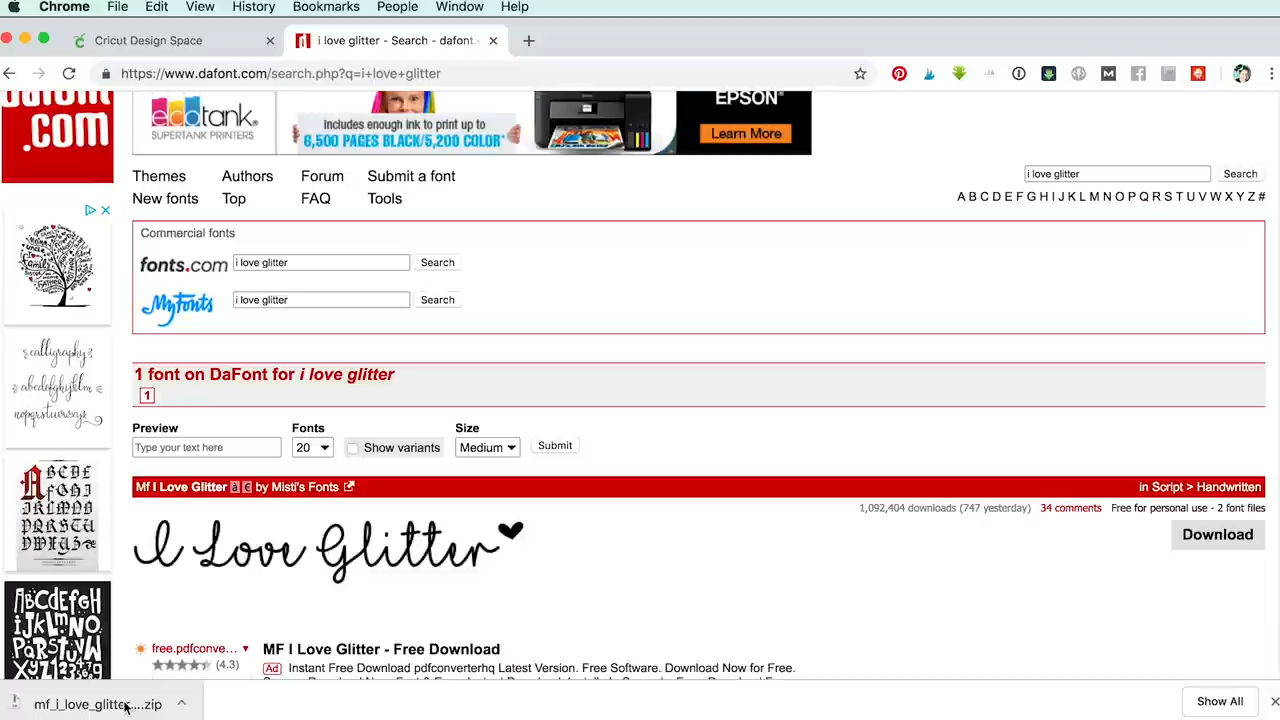 Chrome File Edit View History Bookmarks People Window Help
Cricut Design Space
i love glitter - Search - dafont.
https://www.dafont.com/search.php?q=i+love+glitter
.com
ecotank
SUPERTANK PRINTERS
Includes enough ink to print up to
6,500 PAGES BLACK/5,200 COLOR*
EPSON
Learn More
Themes Authors Forum Submit a font
New fonts Top FAQ Tools
i love glitter Search
A B C D E F G H I J K L M N O P Q R S T U V W X Y Z #
Commercial fonts
fonts.com i love glitter Search
MyFonts i love glitter Search
1 font on DaFont for i love glitter
1
Preview Fonts Size
Type your text here 20 Show variants Medium Submit
Mf I Love Glitter à € by Misti's Fonts in Script > Handwritten
1,092,404 downloads (747 yesterday) 34 comments Free for personal use - 2 font files
Download
I Love Glitter
calligraphy
abcdefghijklm
nopqrstuvwxyz
free.pdfconve... MF I Love Glitter - Free Download
(4.3) Ad Instant Free Download pdfconverterhq Latest Version. Free Software. Download Now for Free.
mf_i_love_glitter....zip
Show All